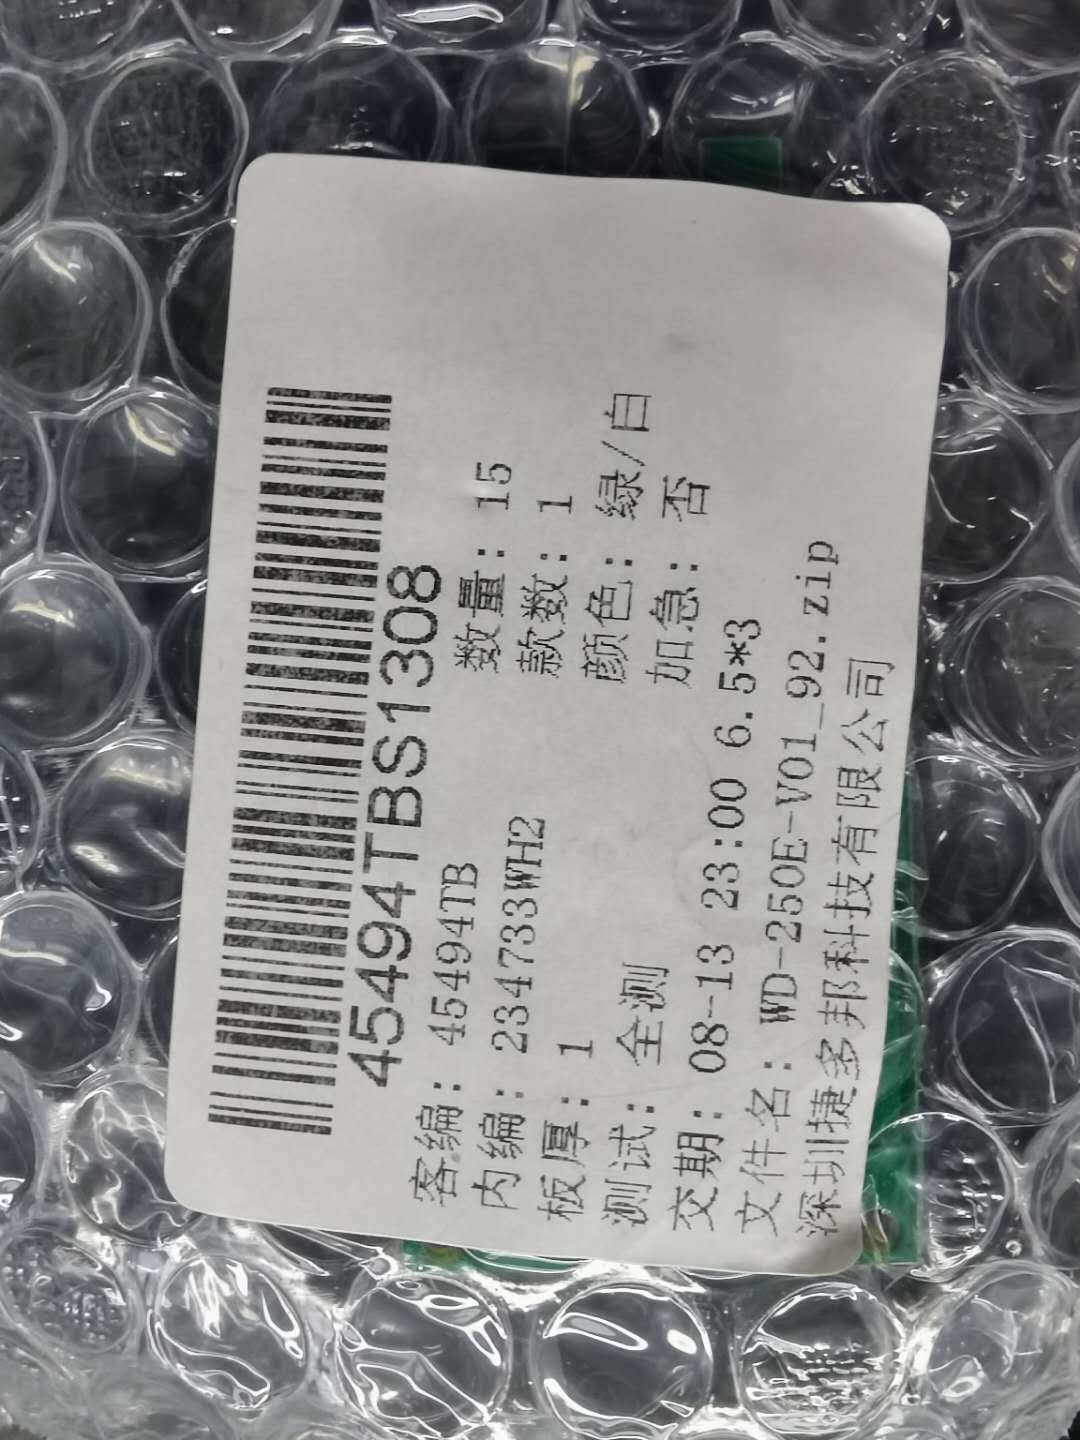 45494TBS1308
客编: 45494TB 数量: 15
内编: 234733WH2 款数: 1
板厚: 1 颜色: 绿/白
测试: 全测 加急: 否
交期: 08-13 23:00 6.5*3
文件名: WD-250E-V01_92.zip
深圳捷多邦科技有限公司